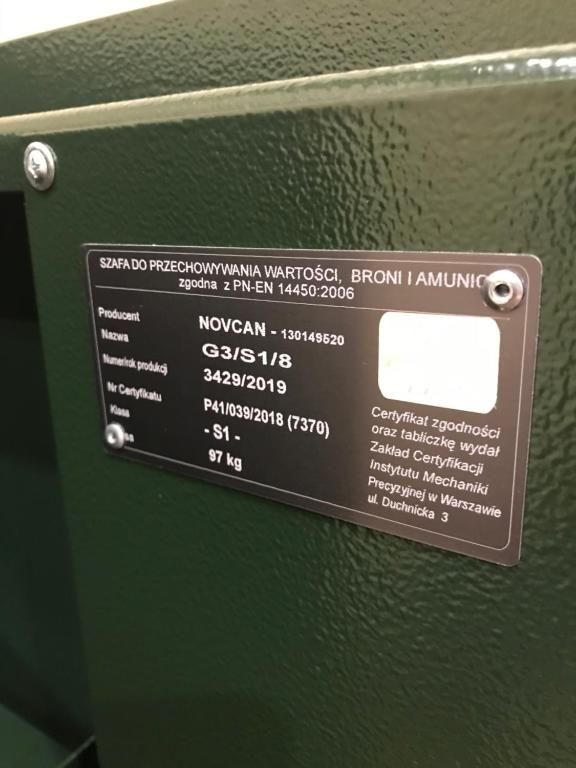 SZAFA DO PRZECHOWYWANIA WARTOŚCI, BRONI I AMUNIC
zgodna z PN-EN 14450:2006
Producent NOVCAN - 130149520
Nazwa G3/S1/8
Numer/rok produkcji 3429/2019
Nr Certyfikatu P41/039/2018 (7370)
Klasa - S1 -
97 kg
Certyfikat zgodności
oraz tabliczkę wydał
Zakład Certyfikacji
Instytutu Mechaniki
Precyzyjnej w Warszawie
ul. Duchnicka 3